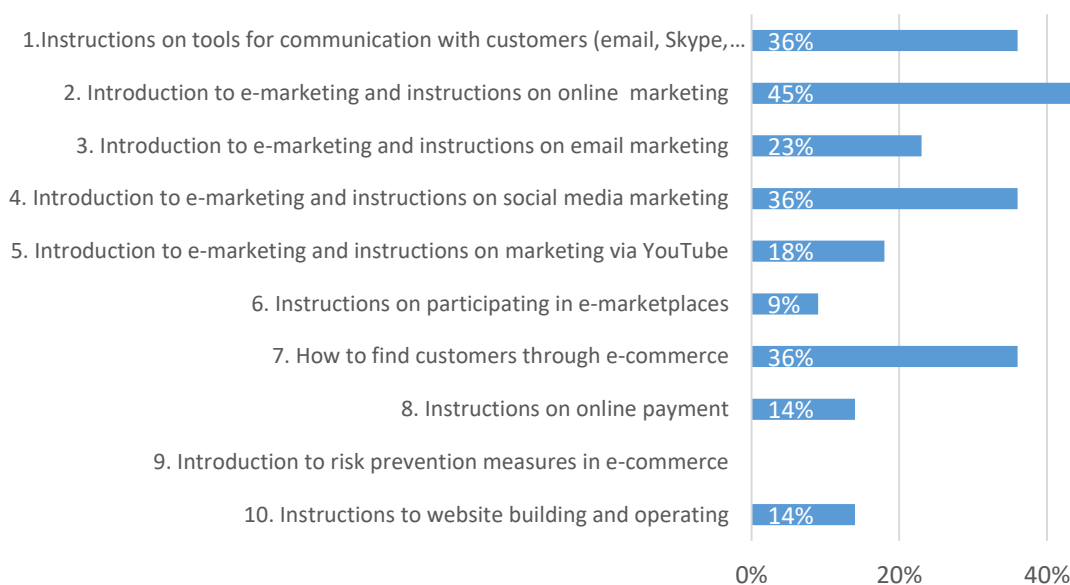 1.Instructions on tools for communication with customers (email, Skype,... 36%
2. Introduction to e-marketing and instructions on online  marketing 45%
3. Introduction to e-marketing and instructions on email marketing 23%
4. Introduction to e-marketing and instructions on social media marketing 36%
5. Introduction to e-marketing and instructions on marketing via YouTube 18%
6. Instructions on participating in e-marketplaces 9%
7. How to find customers through e-commerce 36%
8. Instructions on online payment 14%
9. Introduction to risk prevention measures in e-commerce
10. Instructions to website building and operating 14%
0% 20% 40%